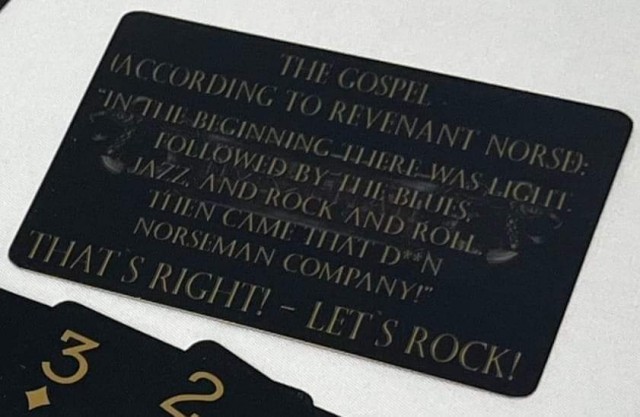 THE GOSPEL
(ACCORDING TO REVENANT NORSE):
"IN THE BEGINNING THERE WAS LIGHT.
FOLLOWED BY THE BLUES,
JAZZ, AND ROCK AND ROLL.
THEN CAME THAT D**N
NORSEMAN COMPANY!"
THAT'S RIGHT! - LET'S ROCK!
3
2